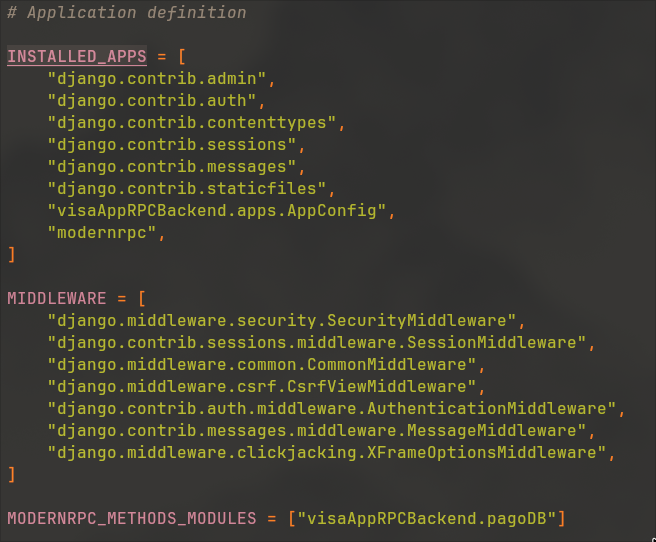 # Application definition
INSTALLED_APPS = [
    "django.contrib.admin",
    "django.contrib.auth",
    "django.contrib.contenttypes",
    "django.contrib.sessions",
    "django.contrib.messages",
    "django.contrib.staticfiles",
    "visaAppRPCBackend.apps.AppConfig",
    "modernrpc",
]
MIDDLEWARE = [
    "django.middleware.security.SecurityMiddleware",
    "django.contrib.sessions.middleware.SessionMiddleware",
    "django.middleware.common.CommonMiddleware",
    "django.middleware.csrf.CsrfViewMiddleware",
    "django.contrib.auth.middleware.AuthenticationMiddleware",
    "django.contrib.messages.middleware.MessageMiddleware",
    "django.middleware.clickjacking.XFrameOptionsMiddleware",
]
MODERNRPC_METHODS_MODULES = ["visaAppRPCBackend.pagoDB"]